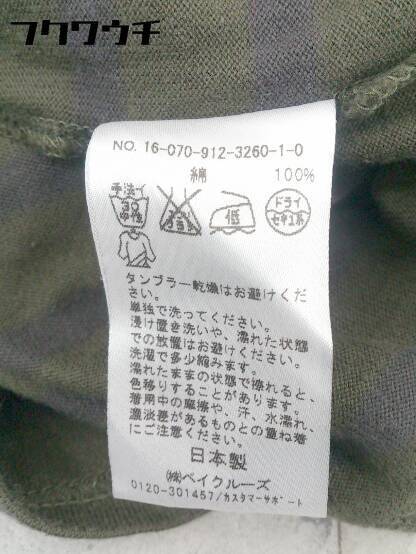 フクワウチ
NO. 16-070-912-3260-1-0
綿 100%
手洗イ
30
中性
エンソ
サラシ
低
ドライ
セキユ系
タンブラー乾燥はお避けくだ
さい。
単独で洗ってください。
浸け置き洗いや、濡れた状態
での放置はお避けください。
洗濯で多少縮みます。
濡れたままの状態で擦れると、
色移りすることがあります。
着用中の摩擦や、汗、水濡れ、
濃淡差があるものとの重ね着
にご注意ください。
日本製
㈱ベイクルーズ
0120-301457/カスタマーサポート